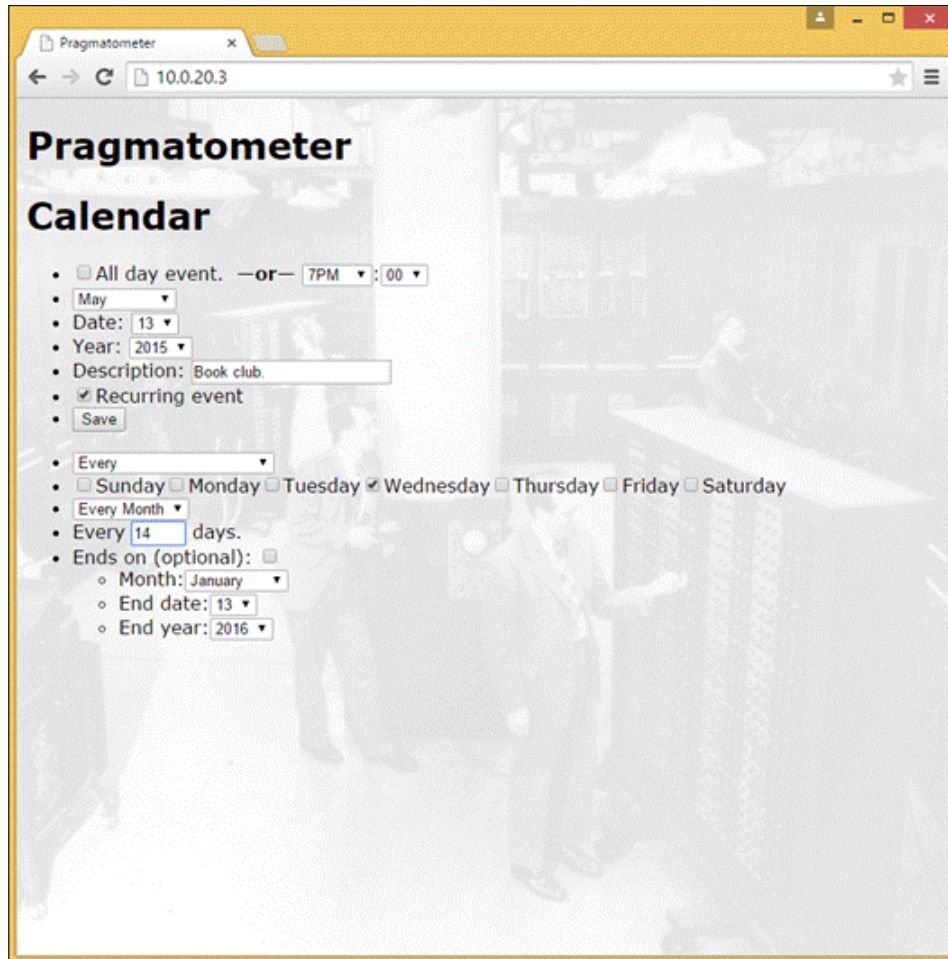 Pragmatometer
10.0.20.3
Pragmatometer
Calendar
All day event. —or— 7PM : 00
May
Date: 13
Year: 2015
Description: Book club.
Recurring event
Save
Every
Sunday Monday Tuesday Wednesday Thursday Friday Saturday
Every Month
Every 14 days.
Ends on (optional):
Month: January
End date: 13
End year: 2016